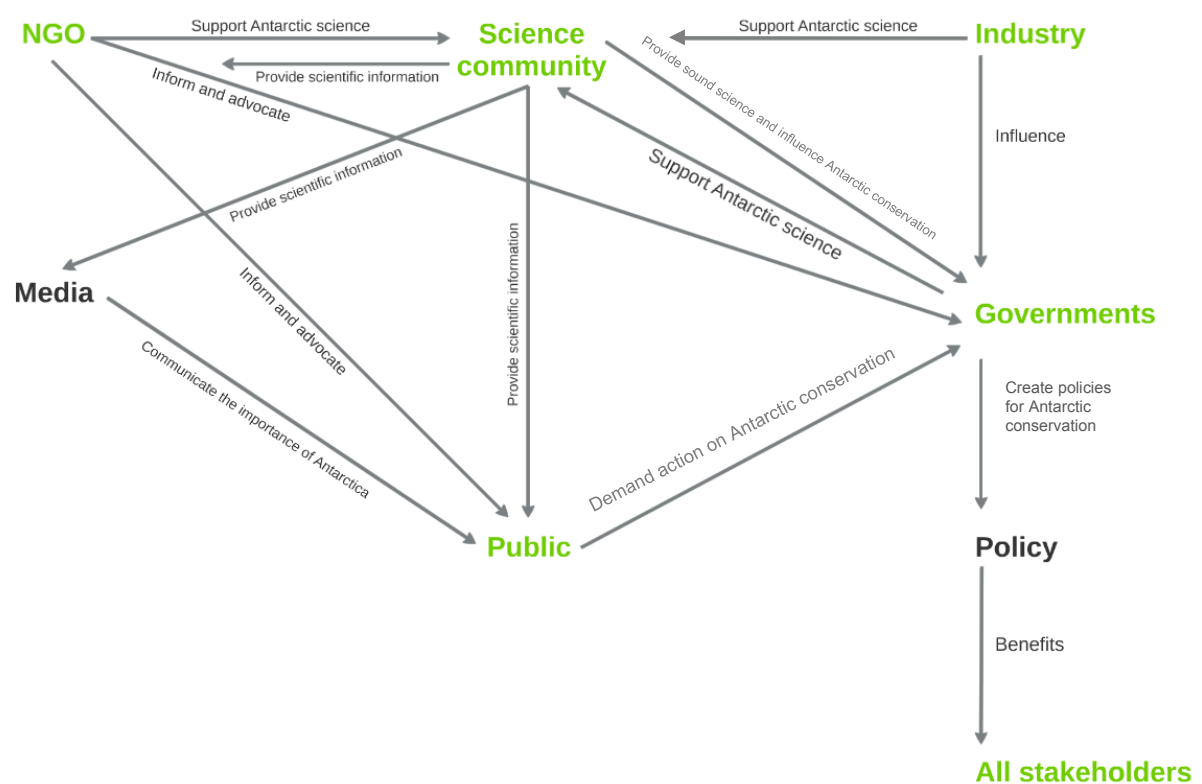 NGO
Support Antarctic science
Science
community
Support Antarctic science
Industry
Provide scientific information
Inform and advocate
Provide sound science and influence Antarctic conservation
Influence
Provide scientific information
Support Antarctic science
Provide scientific information
Media
Inform and advocate
Governments
Communicate the importance of Antarctica
Demand action on Antarctic conservation
Create policies
for Antarctic
conservation
Public
Policy
Benefits
All stakeholders